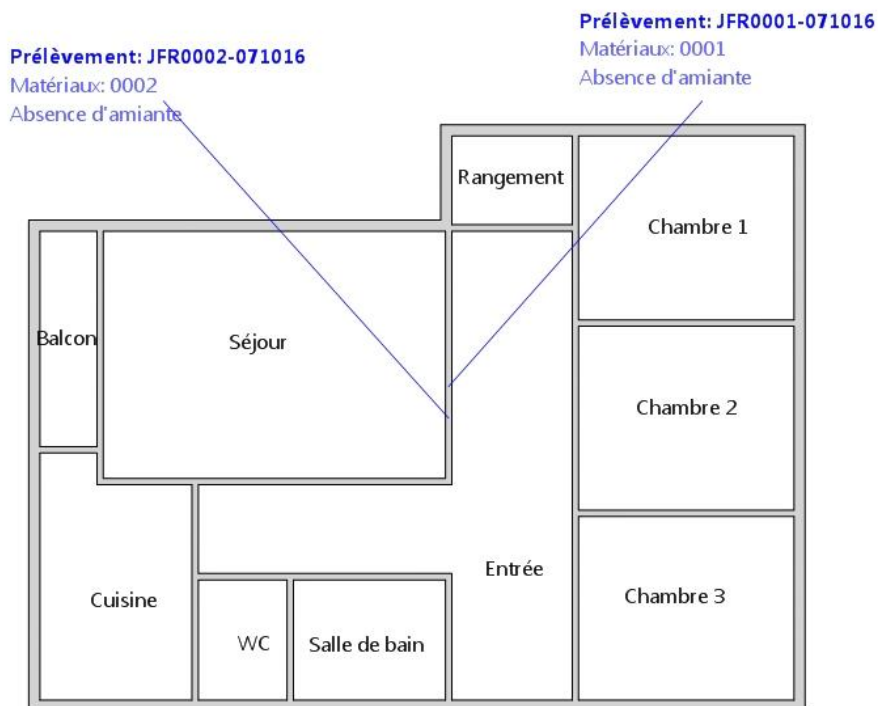 Prélèvement: JFR0001-071016
Matériaux: 0001
Absence d'amiante
Prélèvement: JFR0002-071016
Matériaux: 0002
Absence d'amiante
Rangement
Chambre 1
Balcon
Séjour
Chambre 2
Entrée
Cuisine
Chambre 3
WC
Salle de bain